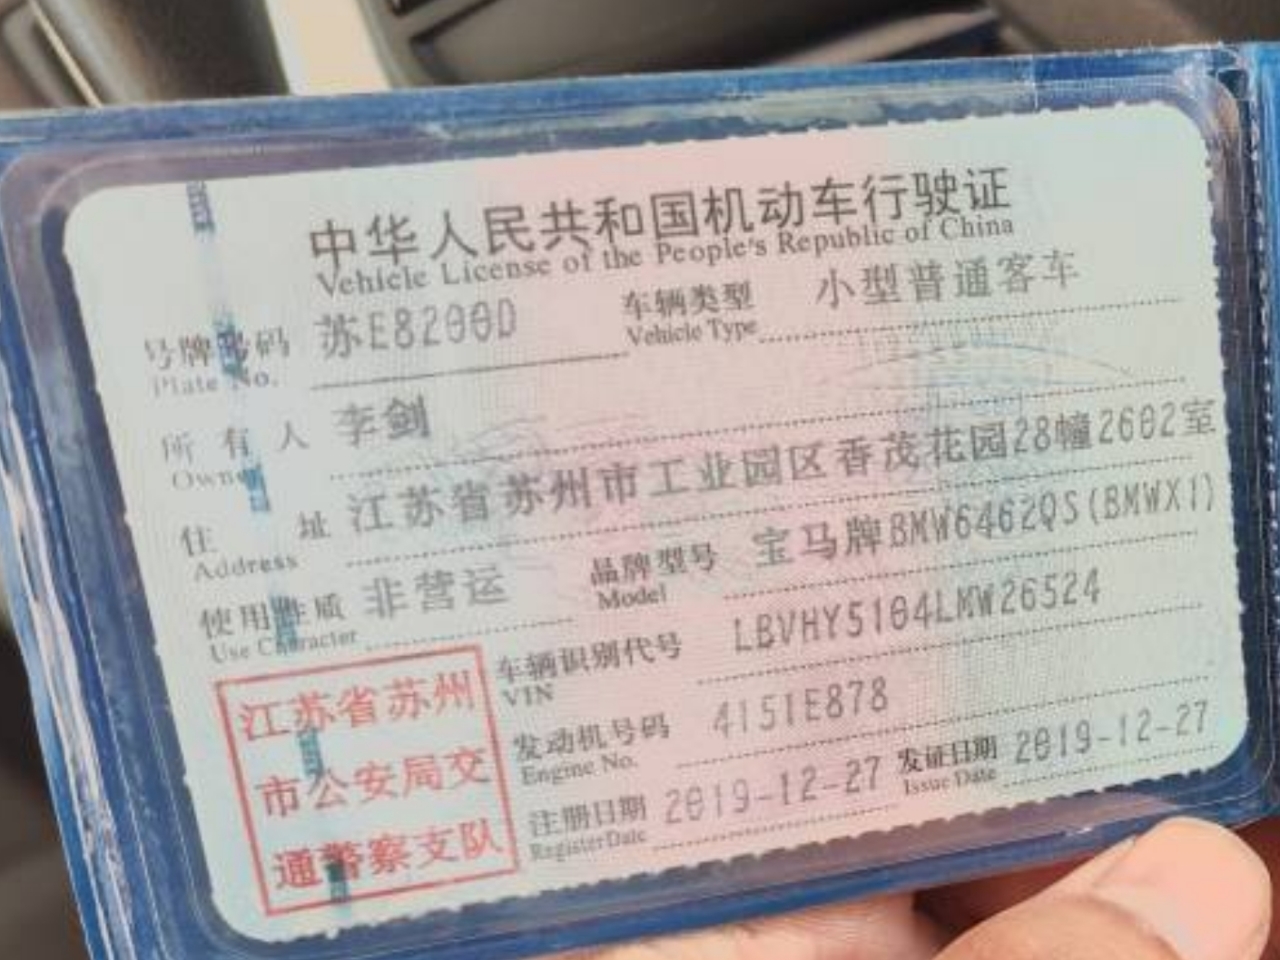 中华人民共和国机动车行驶证
Vehicle License of the People's Republic of China
号牌号码 苏E8200D 车辆类型 小型普通客车
Plate No. Vehicle Type
所有人 李剑
Owner
住址 江苏省苏州市工业园区香茂花园28幢2602室
Address
使用性质 非营运 品牌型号 宝马牌BMW6462QS(BMWX1)
Use Character Model
车辆识别代号 LBVHY5104LMW26524
VIN
发动机号码 4151E878
Engine No.
注册日期 2019-12-27 发证日期 2019-12-27
Register Date Issue Date
江苏省苏州
市公安局交
通警察支队